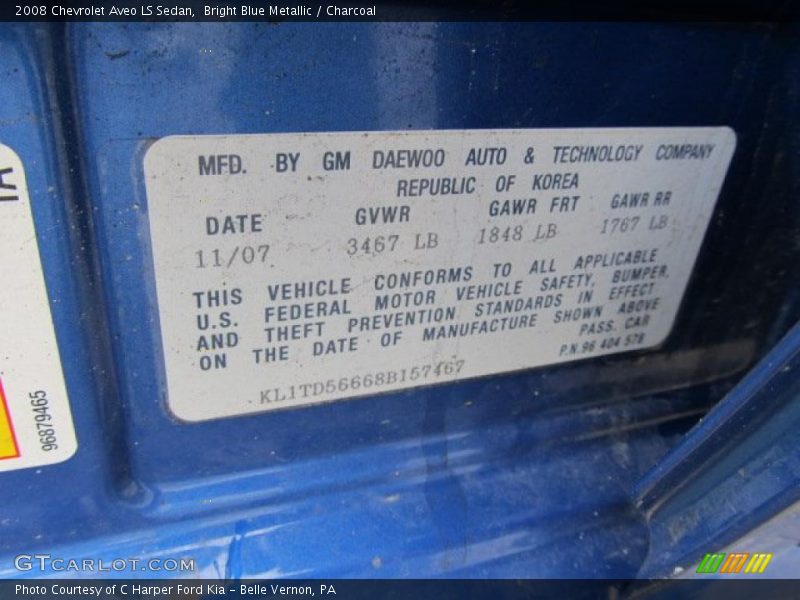 2008 Chevrolet Aveo LS Sedan, Bright Blue Metallic / Charcoal
MFD. BY GM DAEWOO AUTO & TECHNOLOGY COMPANY
REPUBLIC OF KOREA
DATE GVWR GAWR FRT GAWR RR
11/07 3467 LB 1848 LB 1767 LB
THIS VEHICLE CONFORMS TO ALL APPLICABLE
U.S. FEDERAL MOTOR VEHICLE SAFETY, BUMPER,
AND THEFT PREVENTION STANDARDS IN EFFECT
ON THE DATE OF MANUFACTURE SHOWN ABOVE
PASS. CAR
P.N.96 404 578
KL1TD56668B157467
96879465
GTCARLOT.COM
Photo Courtesy of C Harper Ford Kia - Belle Vernon, PA